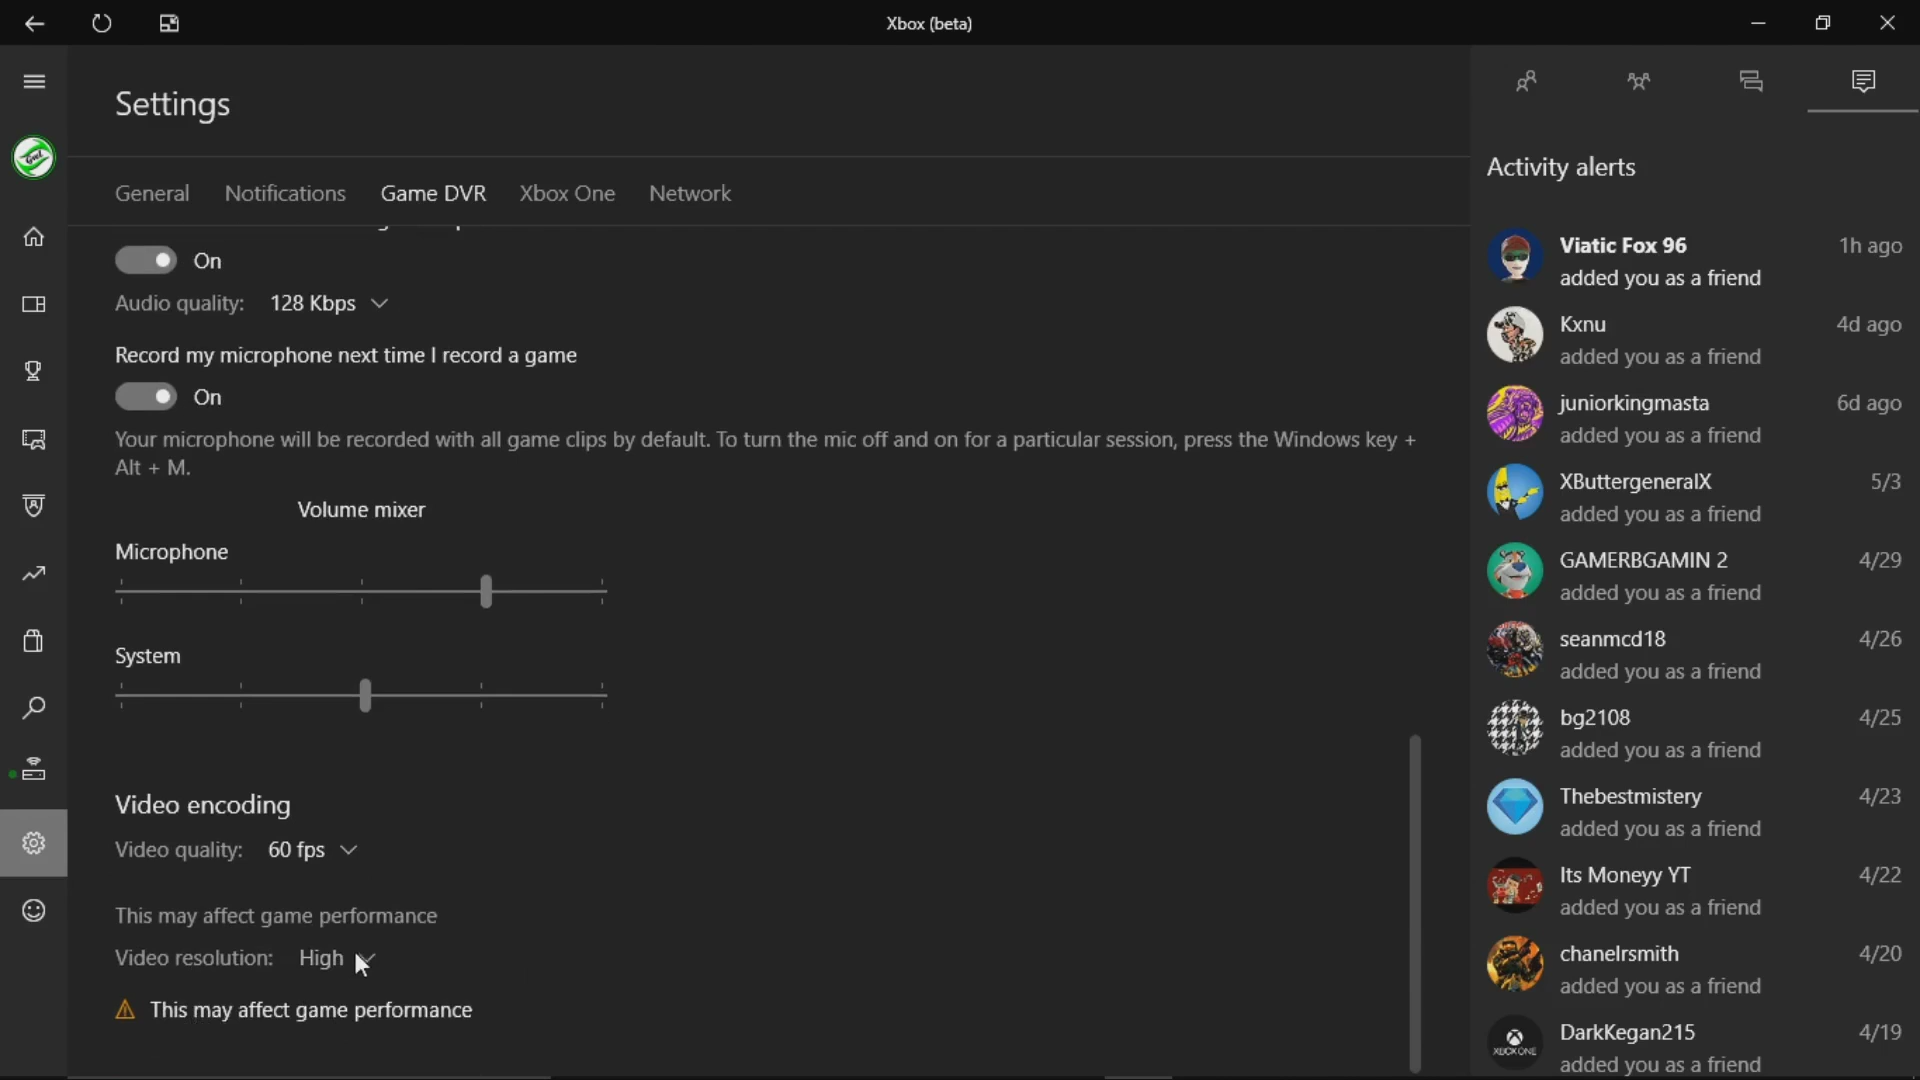 Xbox (beta)
Settings
General Notifications Game DVR Xbox One Network
On
Audio quality: 128 Kbps
Record my microphone next time I record a game
On
Your microphone will be recorded with all game clips by default. To turn the mic off and on for a particular session, press the Windows key +
Alt + M.
Volume mixer
Microphone
System
Video encoding
Video quality: 60 fps
This may affect game performance
Video resolution: High
This may affect game performance
Activity alerts
Viatic Fox 96 1h ago
added you as a friend
Kxnu 4d ago
added you as a friend
juniorkingmasta 6d ago
added you as a friend
XButtergeneralX 5/3
added you as a friend
GAMERBGAMIN 2 4/29
added you as a friend
seanmcd18 4/26
added you as a friend
bg2108 4/25
added you as a friend
Thebestmistery 4/23
added you as a friend
Its Moneyy YT 4/22
added you as a friend
chanelrsmith 4/20
added you as a friend
DarkKegan215 4/19
XBOX ONE
added you as a friend